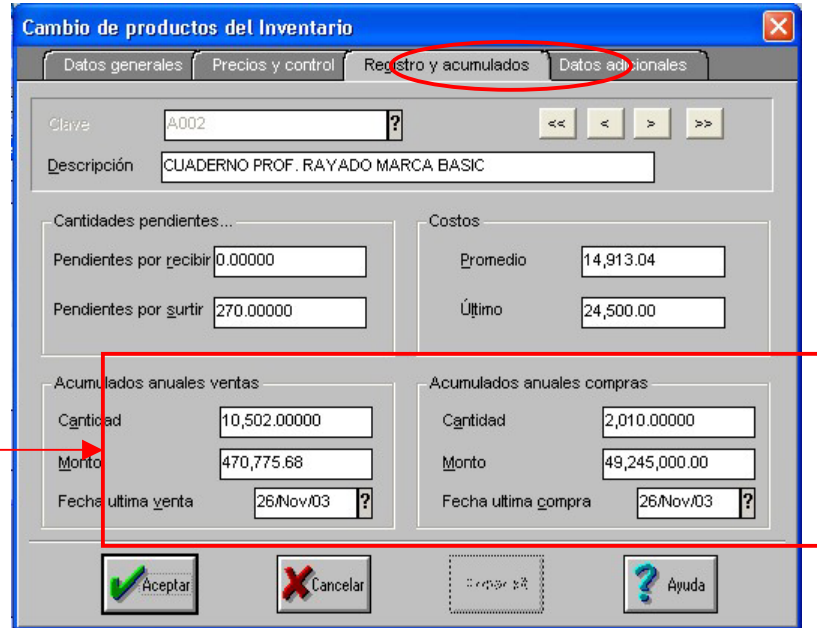 Cambio de productos del Inventario
Datos generales Precios y control Registro y acumulados Datos adicionales
Clave A002 ? << < > >>
Descripción CUADERNO PROF. RAYADO MARCA BASIC
Cantidades pendientes... Costos
Pendientes por recibir 0.00000 Promedio 14,913.04
Pendientes por surtir 270.00000 Último 24,500.00
Acumulados anuales ventas Acumulados anuales compras
Cantidad 10,502.00000 Cantidad 2,010.00000
Monto 470,775.68 Monto 49,245,000.00
Fecha ultima venta 26/Nov/03 ? Fecha ultima compra 26/Nov/03 ?
Aceptar Cancelar ? Ayuda